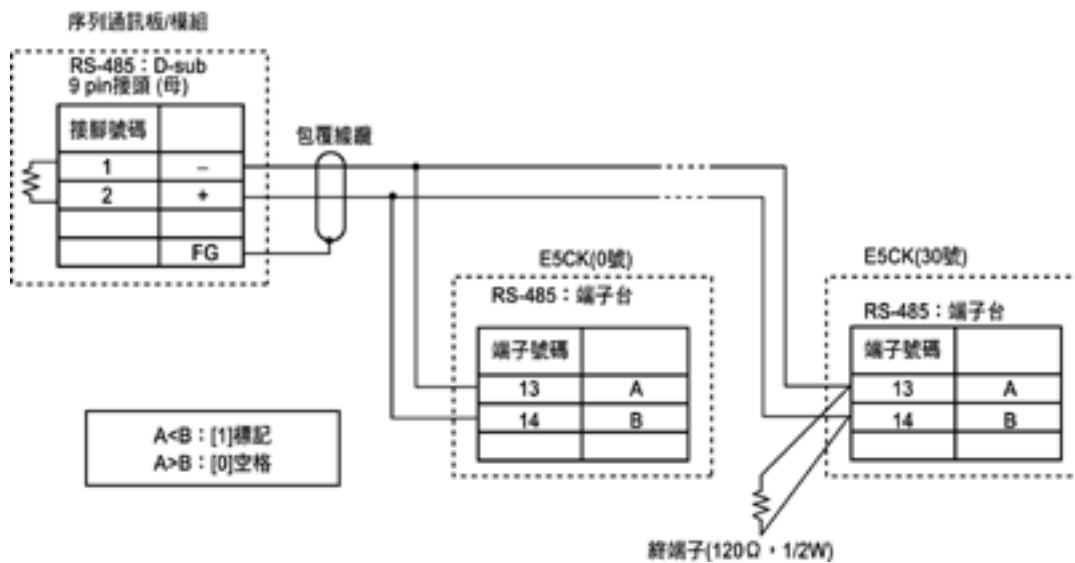 序列通訊板/模組
RS-485：D-sub
9 pin接頭 (母)
接腳號碼
1 −
2 +
FG
包覆線纜
E5CK(0號)
RS-485：端子台
端子號碼
13 A
14 B
E5CK(30號)
RS-485：端子台
端子號碼
13 A
14 B
A<B：[1]標記
A>B：[0]空格
終端子(120Ω，1/2W)